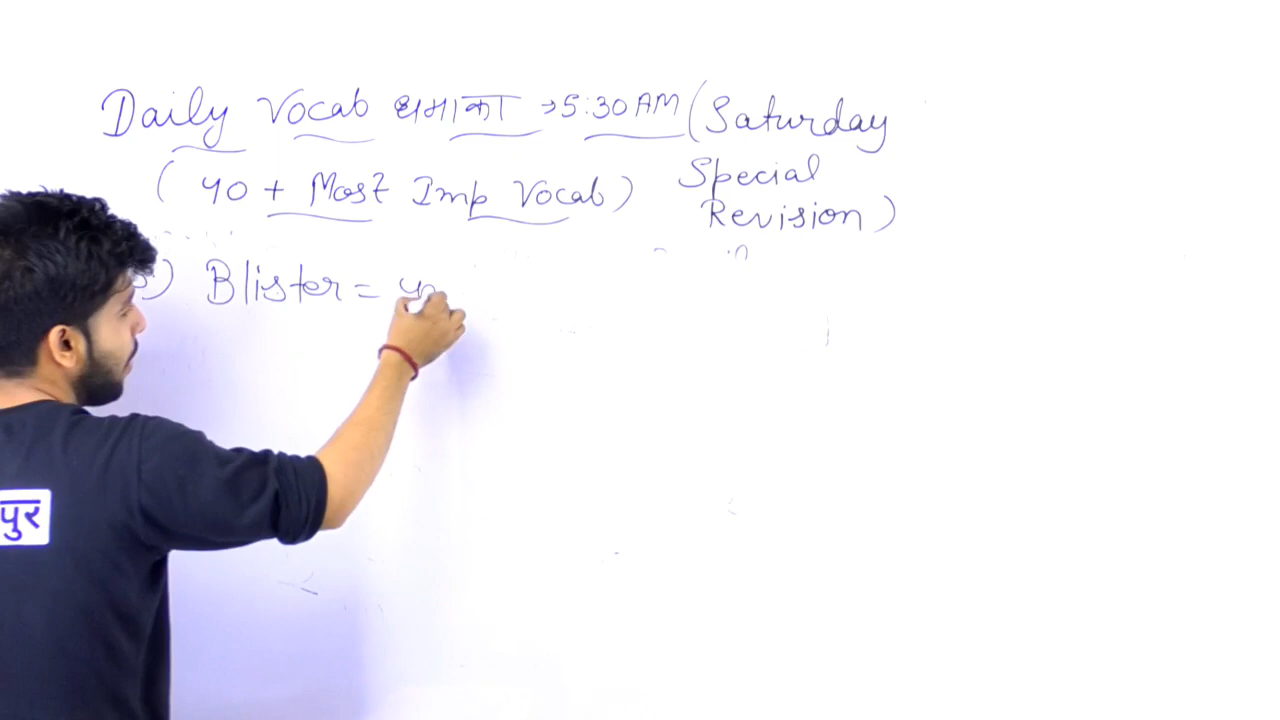 Daily Vocab धमाका → 5:30 AM (Saturday
( 40 + Most Imp Vocab) Special
Revision)
) Blister =
पुर